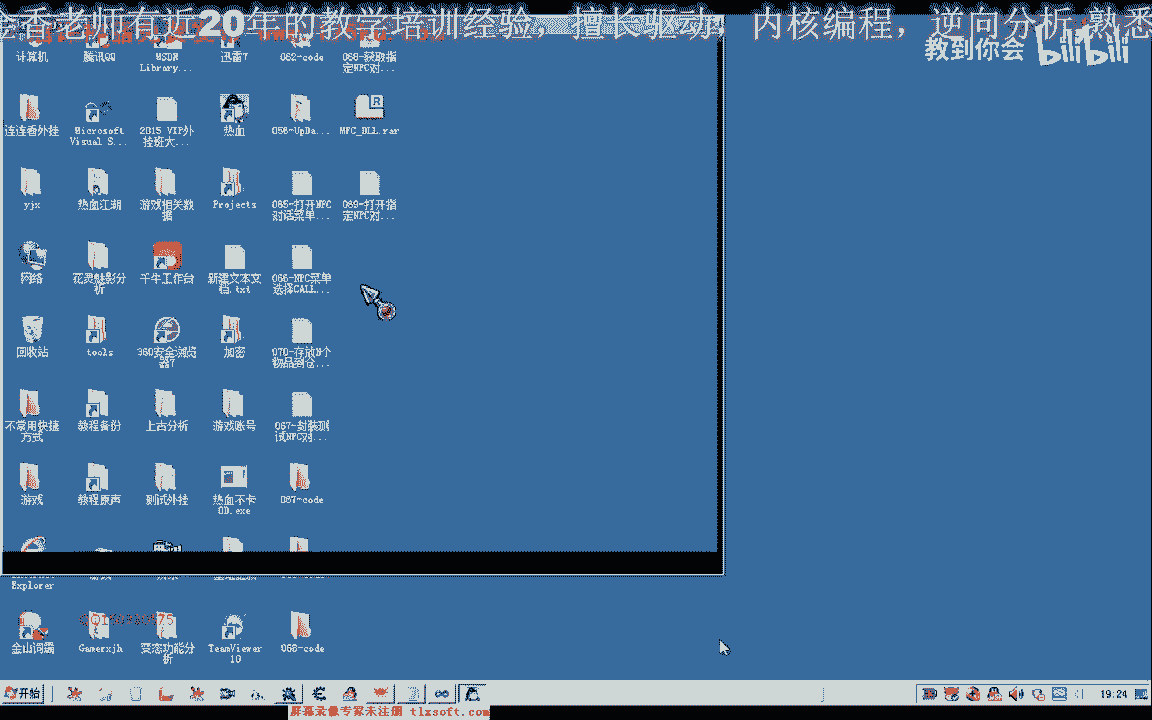 金香老师有近20年的教学培训经验，擅长驱动，内核编程，逆向分析 熟悉
教到你会 bilibili
计算机
腾讯QQ
MSDN
Library...
迅雷7
062-code
068-获取指
定NPC对...
连连看外挂
Microsoft
Visual S...
2015 VIP外
挂班大...
热血
056-UpDa...
MFC_DLL.rar
yjx
热血江湖
游戏相关数
据
Projects
065-打开NPC
对话菜单...
069-打开指
定NPC对...
网络
花灵魅影分
析
千牛工作台
新建文本文
档.txt
066-NPC菜单
选择CALL...
回收站
tools
360安全浏览
器7
加密
070-存放N个
物品到仓...
不常用快捷
方式
教程备份
上古分析
游戏账号
067-封装测
试NPC对...
游戏
教程原声
测试外挂
热血不卡
OD.exe
067-code
Explorer
金山词霸
Gamerxjh
变态功能分
析
TeamViewer
10
068-code
开始
19:24
屏幕录像专家未注册 tlxsoft.com